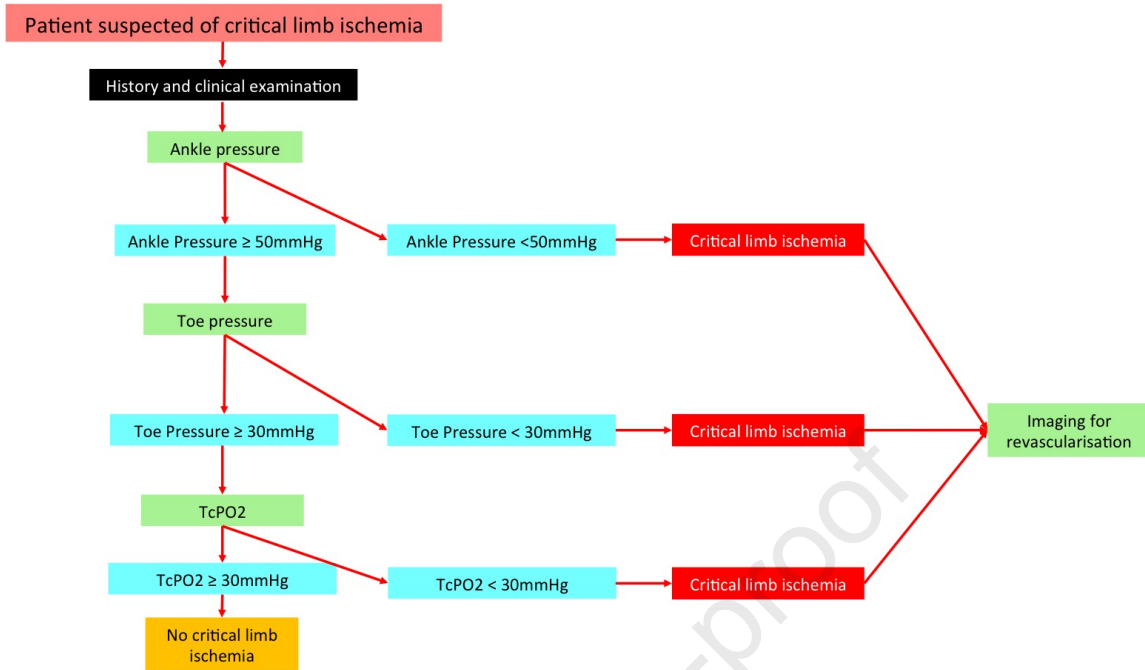 Patient suspected of critical limb ischemia
History and clinical examination
Ankle pressure
Ankle Pressure ≥ 50mmHg
Ankle Pressure <50mmHg
Critical limb ischemia
Toe pressure
Toe Pressure ≥ 30mmHg
Toe Pressure < 30mmHg
Critical limb ischemia
Imaging for
revascularisation
TcPO2
TcPO2 ≥ 30mmHg
TcPO2 < 30mmHg
Critical limb ischemia
No critical limb
ischemia
proof